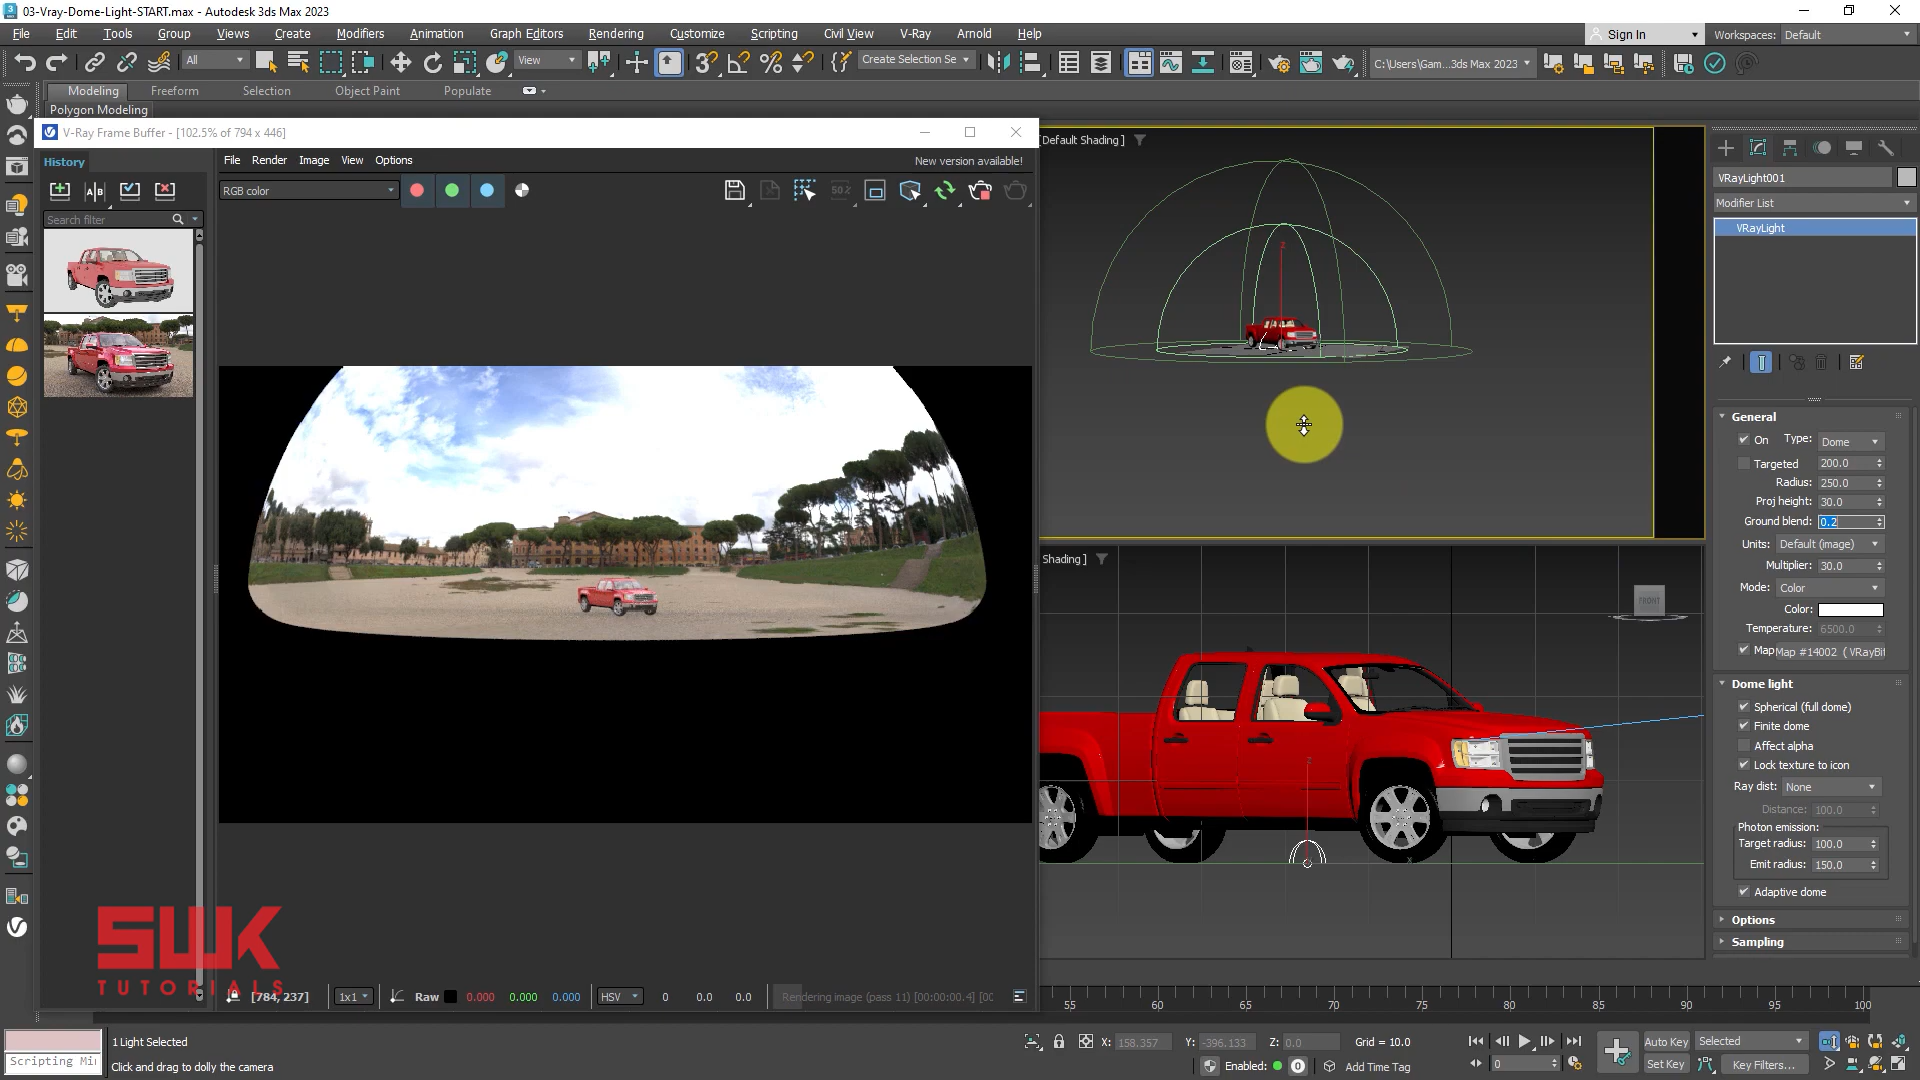 03-Vray-Dome-Light-START.max - Autodesk 3ds Max 2023
File Edit Tools Group Views Create Modifiers Animation Graph Editors Rendering Customize Scripting Civil View V-Ray Arnold Help
Sign In Workspaces: Default
All View Create Selection Se C:\Users\Gam...3ds Max 2023
Modeling Freeform Selection Object Paint Populate
Polygon Modeling
V-Ray Frame Buffer - [102.5% of 794 x 446]
[Default Shading ]
History
File Render Image View Options New version available!
RGB color
50%
Search filter
Shading ]
FRONT
z
z
x
VRayLight001
Modifier List
VRayLight
General
On Type: Dome
Targeted 200.0
Radius: 250.0
Proj height: 30.0
Ground blend: 0.2
Units: Default (image)
Multiplier: 30.0
Mode: Color
Color:
Temperature: 6500.0
Map Map #14002 ( VRayBit
Dome light
Spherical (full dome)
Finite dome
Affect alpha
Lock texture to icon
Ray dist: None
Distance: 100.0
Photon emission:
Target radius: 100.0
Emit radius: 150.0
Adaptive dome
Options
Sampling
SWK
TUTORIALS
[784, 237] 1x1 Raw 0.000 0.000 0.000 HSV 0 0.0 0.0 Rendering image (pass 11) [00:00:00.4] [00
55 60 65 70 75 80 85 90 95 100
1 Light Selected
Scripting Mi
Click and drag to dolly the camera
X: 158.357 Y: -396.133 Z: 0.0 Grid = 10.0
Enabled: 0 Add Time Tag
0
Auto Key Selected
Set Key Key Filters...